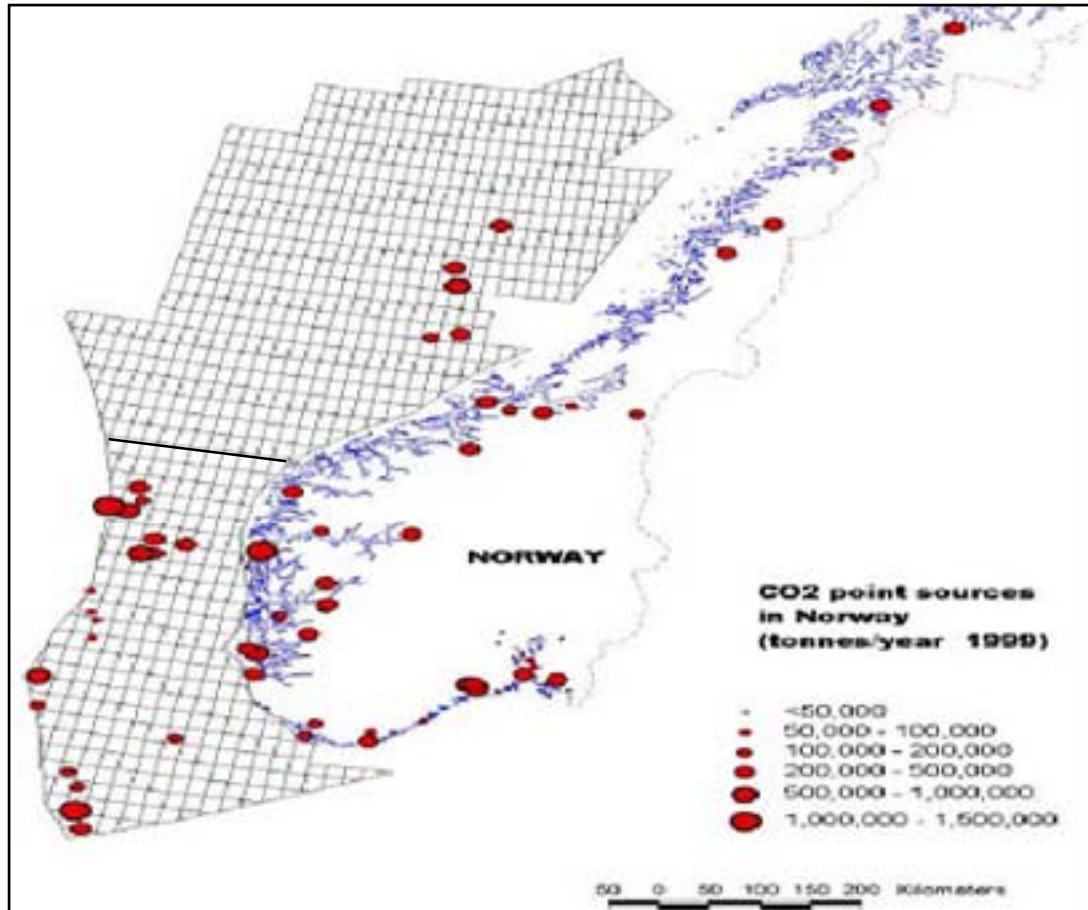 NORWAY
CO2 point sources
in Norway
(tonnes/year 1999)
<50,000
50,000 - 100,000
100,000 - 200,000
200,000 - 500,000
500,000 - 1,000,000
1,000,000 - 1,500,000
50 0 50 100 150 200 Kilometers